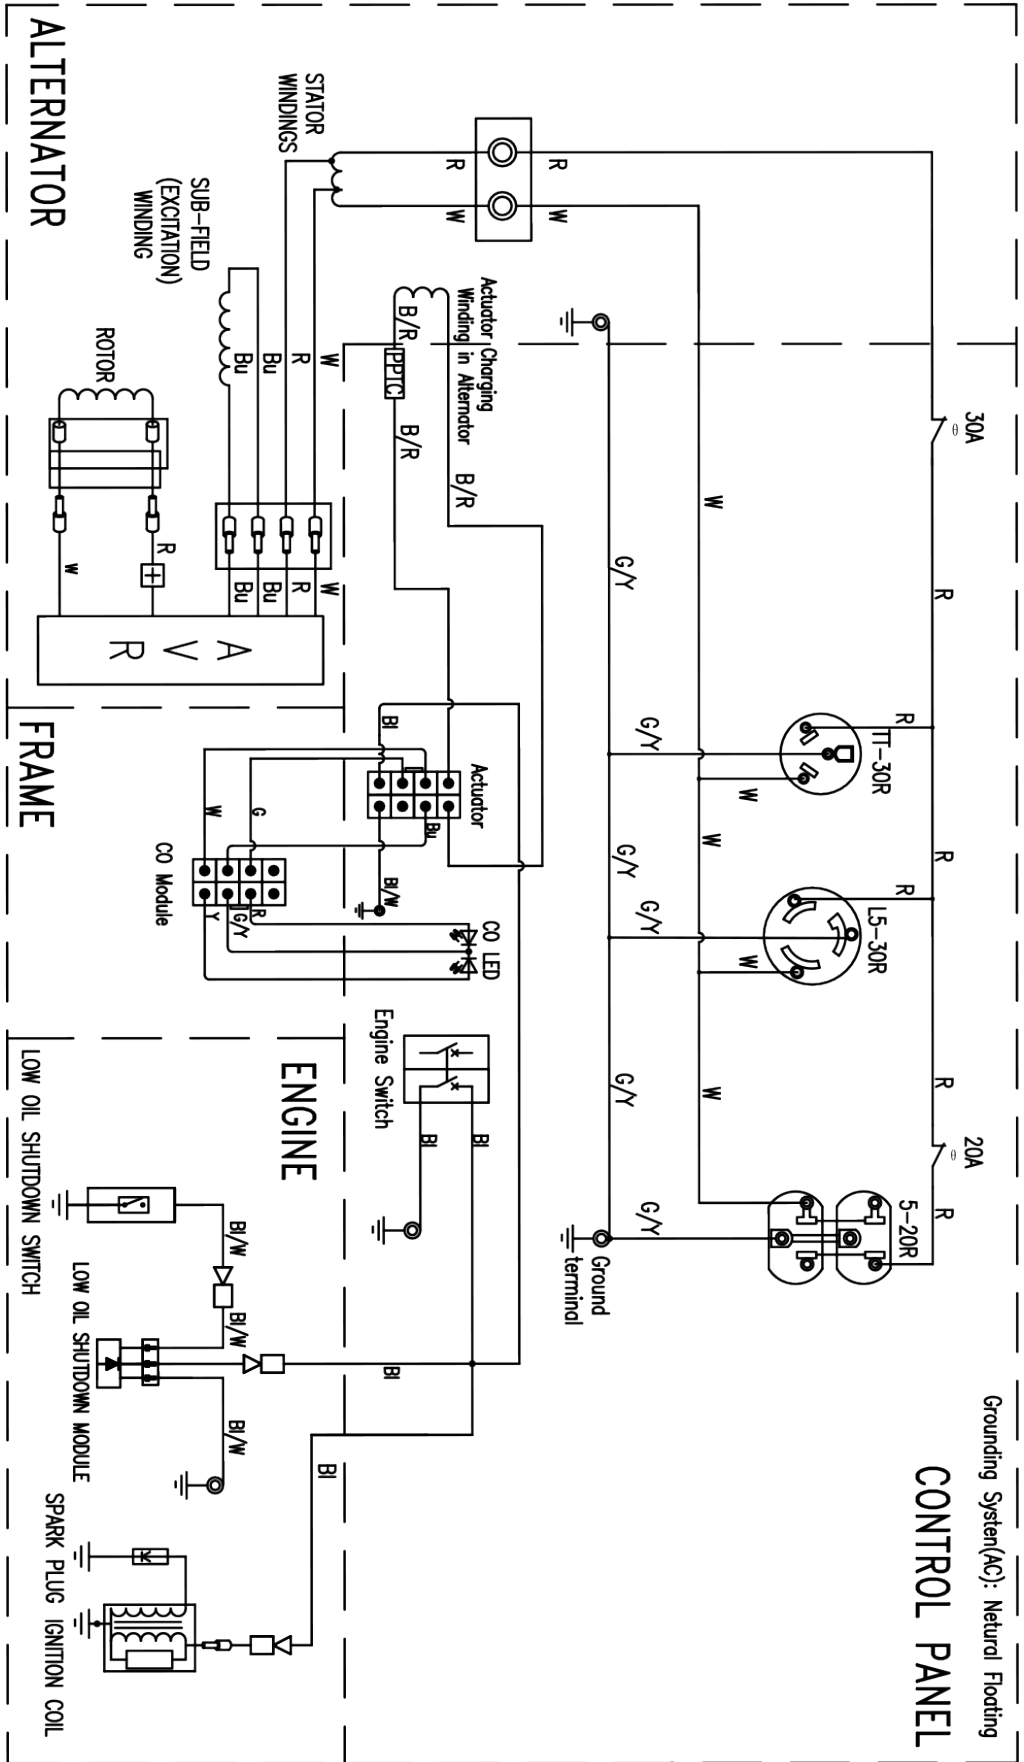 Grounding Systen(AC): Netural Floating
CONTROL PANEL
30A
θ
20A
θ
R
R
R
R
R
R
TT-30R
L5-30R
5-20R
W
W
W
W
W
R
W
G/Y
G/Y
G/Y
G/Y
G/Y
G/Y
Ground
terminal
R
W
Actuator Charging
Winding in Alternator
B/R
B/R
B/R
PPTC
Actuator
Bl
Bu
Bl/W
CO LED
Engine Switch
Bl
Bl
Bl
Bl
STATOR
WINDINGS
W
R
Bu
Bu
W
R
Bu
Bu
SUB-FIELD
(EXCITATION)
WINDING
ROTOR
R
W
AV
R
ALTERNATOR
W
G
R
G/Y
Y
CO Module
FRAME
ENGINE
Bl/W
Bl/W
Bl/W
LOW OIL SHUTDOWN SWITCH
LOW OIL SHUTDOWN MODULE
SPARK PLUG IGNITION COIL